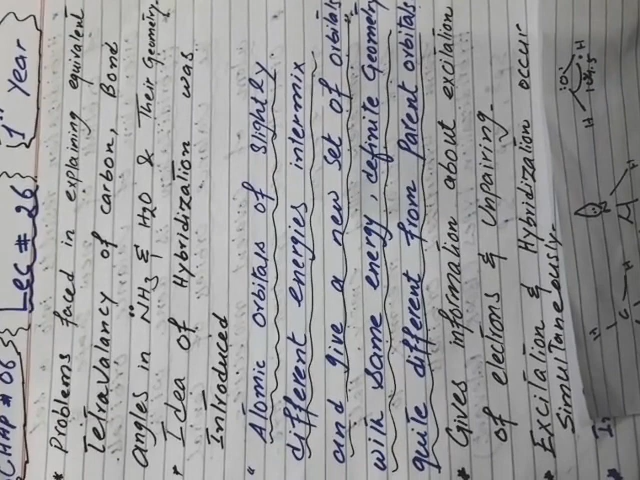 CHAP # 06 } Lec # 26 { 1st Year }
* Problems faced in explaining equivalent
Tetravalancy of carbon, Bond
angles in NH3 & H2O & Their Geometry.
* Idea of Hybridization was
Introduced
" Atomic orbitals of slightly
different energies intermix
and give a new set of orbitals
with same energy, definite Geometry
quite different from Parent orbitals"
* Gives information about excitation
of elections & Unpairing.
* Excitation & Hybridization occur
Simultaneously.
H
O
H
104.5
H
H
C
H
H